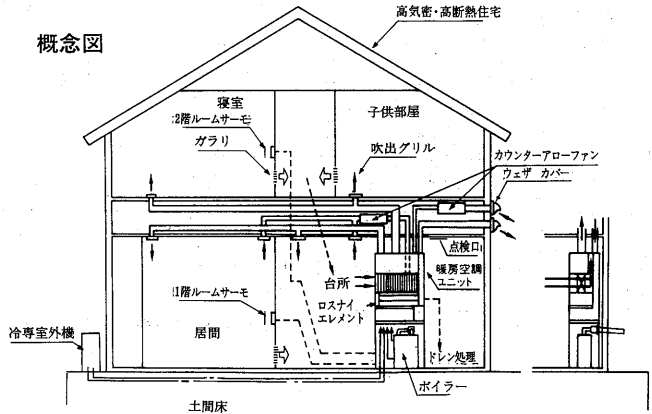 概念図
高気密・高断熱住宅
寝室
2階ルームサーモ
ガラリ
子供部屋
吹出グリル
カウンターアローファン
ウェザ カバー
点検口
暖房空調
ユニット
台所
ロスナイ
エレメント
1階ルームサーモ
居間
冷専室外機
ドレン処理
ボイラー
土間床